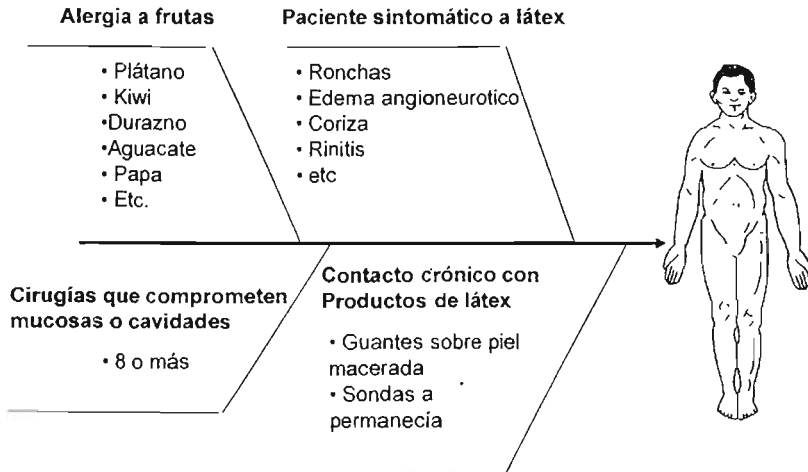 Alergia a frutas
• Plátano
• Kiwi
•Durazno
•Aguacate
• Papa
• Etc.
Paciente sintomático a látex
• Ronchas
• Edema angioneurotico
• Coriza
• Rinitis
• etc
Cirugías que comprometen
mucosas o cavidades
• 8 o más
Contacto crónico con
Productos de látex
• Guantes sobre piel
macerada
• Sondas a
permanecía